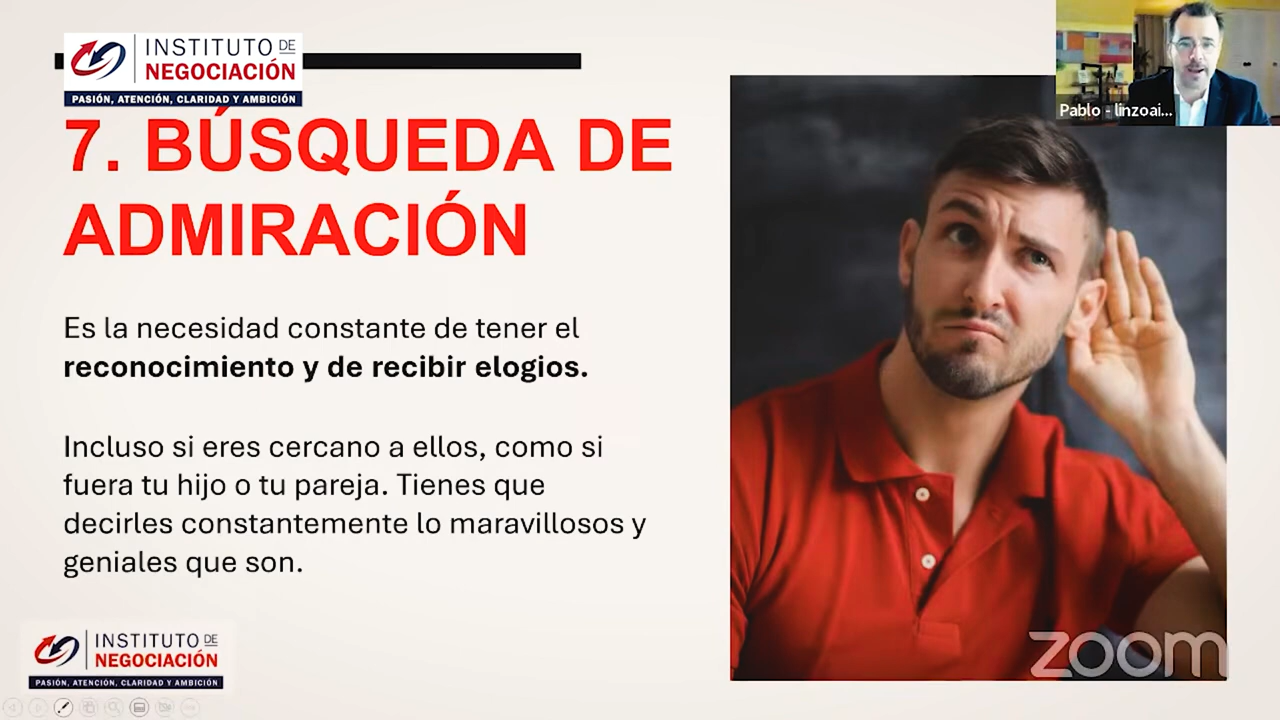 INSTITUTO DE
NEGOCIACIÓN
PASIÓN, ATENCIÓN, CLARIDAD Y AMBICIÓN
Pablo - linzoai...
7. BÚSQUEDA DE
ADMIRACIÓN
Es la necesidad constante de tener el
reconocimiento y de recibir elogios.
Incluso si eres cercano a ellos, como si
fuera tu hijo o tu pareja. Tienes que
decirles constantemente lo maravillosos y
geniales que son.
INSTITUTO DE
NEGOCIACIÓN
PASIÓN, ATENCIÓN, CLARIDAD Y AMBICIÓN
zoom